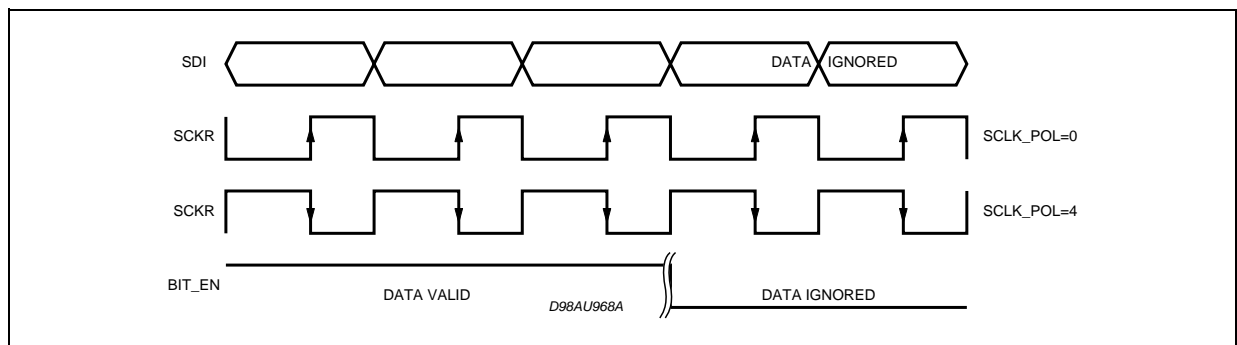 SDI
DATA IGNORED
SCKR
SCLK_POL=0
SCKR
SCLK_POL=4
BIT_EN
DATA VALID
D98AU968A
DATA IGNORED